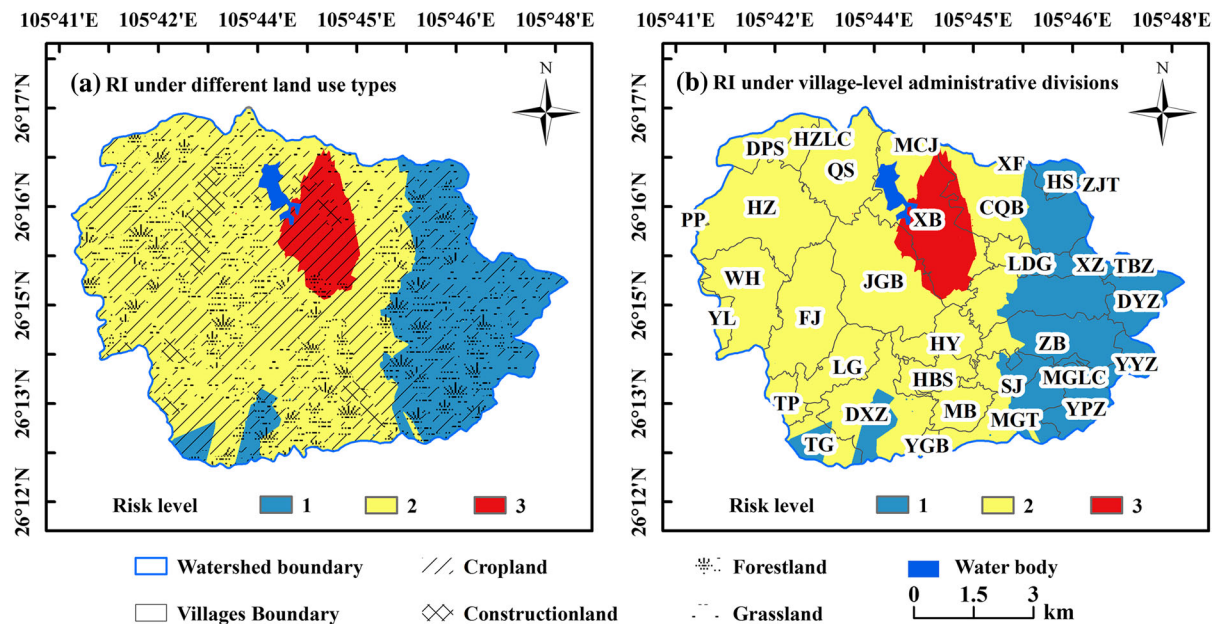 105°41'E 105°42'E 105°44'E 105°45'E 105°46'E 105°48'E
105°41'E 105°42'E 105°44'E 105°45'E 105°46'E 105°48'E
(a) RI under different land use types
N
26°17'N
26°16'N
26°15'N
26°13'N
26°12'N
Risk level 1 2 3
(b) RI under village-level administrative divisions
N
26°17'N
26°16'N
26°15'N
26°13'N
26°12'N
HZLC
MCJ
DPS
QS
XF
HS
ZJT
HZ
CQB
PP
XB
LDG
XZ
TBZ
WH
JGB
DYZ
YL
FJ
HY
ZB
YYZ
LG
HBS
SJ
MGLC
TP
DXZ
MB
MGT
YPZ
TG
YGB
Risk level 1 2 3
Watershed boundary
Cropland
Forestland
Water body
Villages Boundary
Constructionland
Grassland
0 1.5 3
km